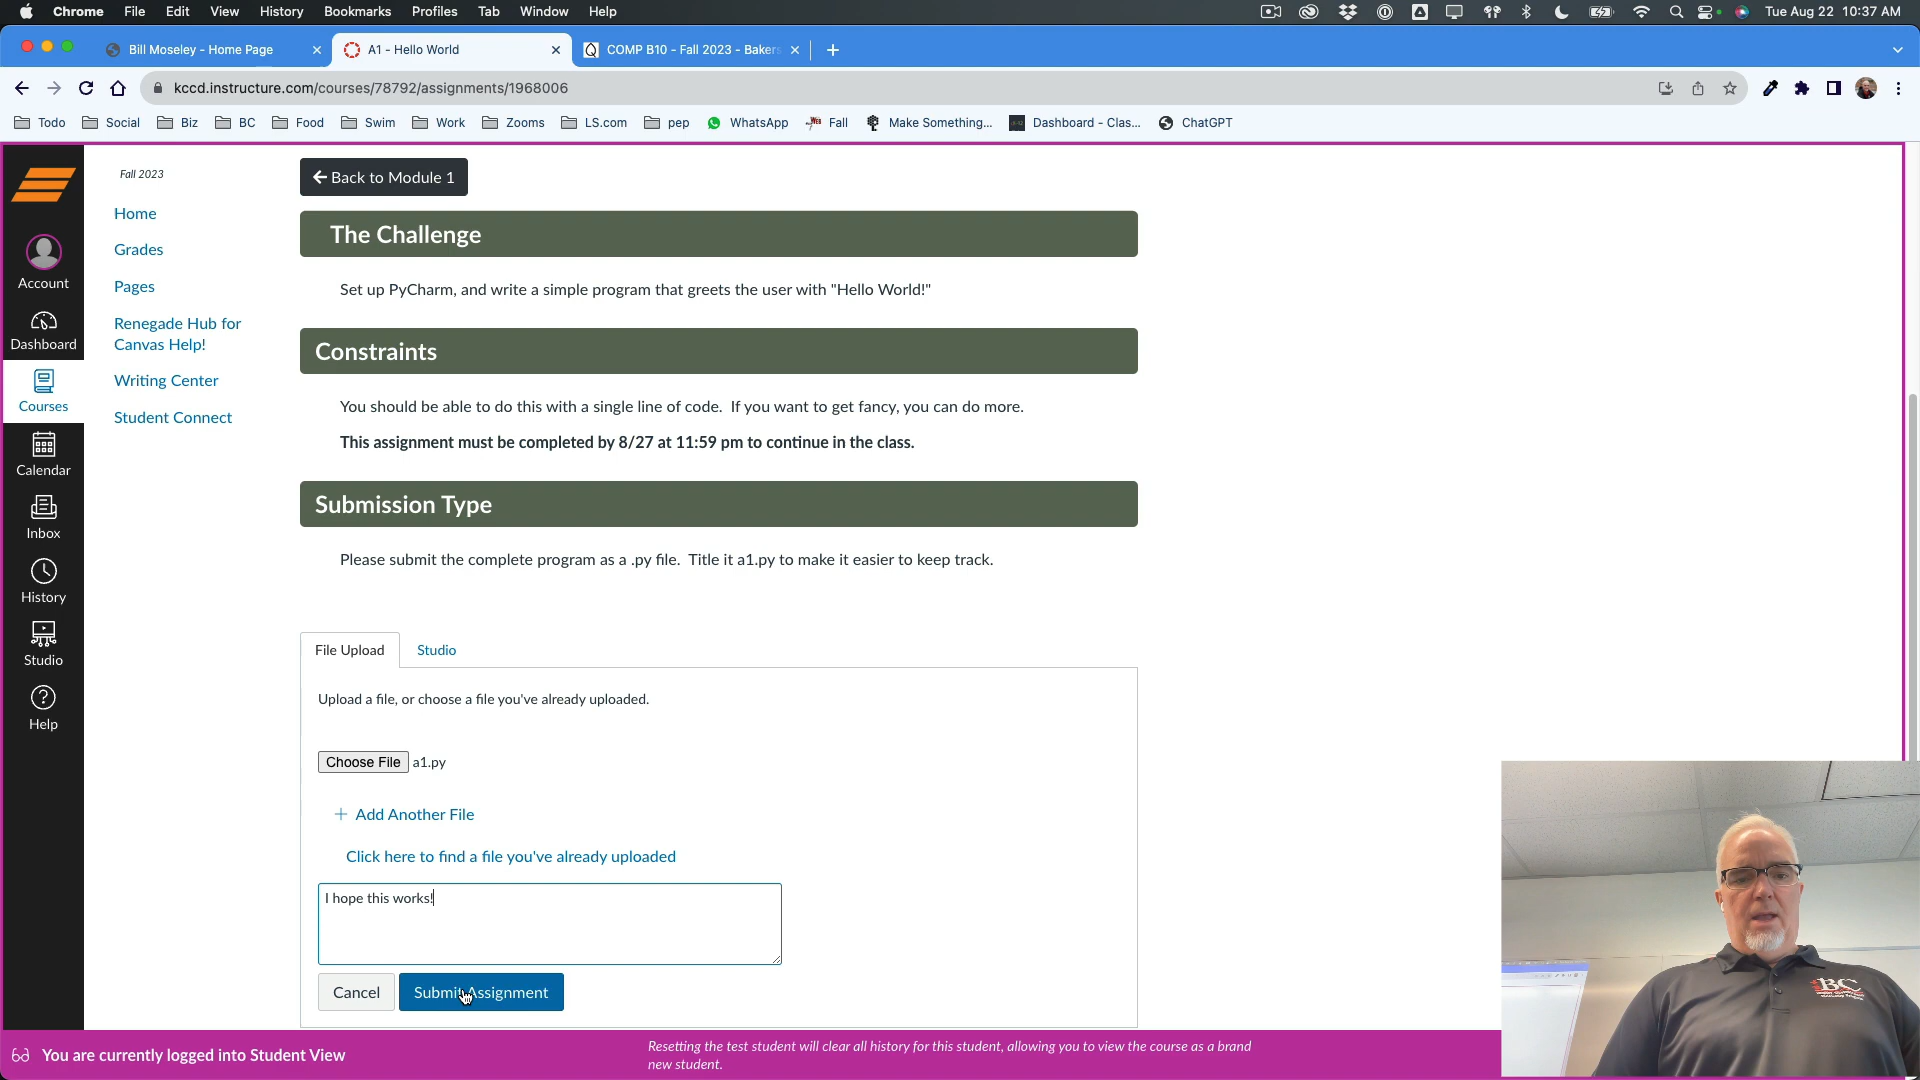 Chrome File Edit View History Bookmarks Profiles Tab Window Help
Tue Aug 22 10:37 AM
Bill Moseley - Home Page
A1 - Hello World
COMP B10 - Fall 2023 - Bakers
kccd.instructure.com/courses/78792/assignments/1968006
Todo Social Biz BC Food Swim Work Zooms LS.com pep WhatsApp Fall Make Something... Dashboard - Clas... ChatGPT
Account
Dashboard
Courses
Calendar
Inbox
History
Studio
Help
Fall 2023
Home
Grades
Pages
Renegade Hub for
Canvas Help!
Writing Center
Student Connect
Back to Module 1
The Challenge
Set up PyCharm, and write a simple program that greets the user with "Hello World!"
Constraints
You should be able to do this with a single line of code. If you want to get fancy, you can do more.
This assignment must be completed by 8/27 at 11:59 pm to continue in the class.
Submission Type
Please submit the complete program as a .py file. Title it a1.py to make it easier to keep track.
File Upload Studio
Upload a file, or choose a file you've already uploaded.
Choose File a1.py
+ Add Another File
Click here to find a file you've already uploaded
I hope this works!
Cancel Submit Assignment
BC
You are currently logged into Student View
Resetting the test student will clear all history for this student, allowing you to view the course as a brand
new student.